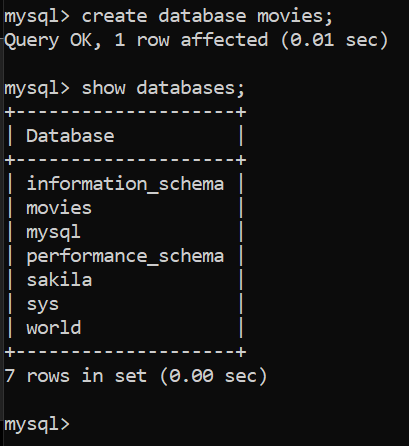 mysql> create database movies;
Query OK, 1 row affected (0.01 sec)
mysql> show databases;
+--------------------+
| Database           |
+--------------------+
| information_schema |
| movies             |
| mysql              |
| performance_schema |
| sakila             |
| sys                |
| world              |
+--------------------+
7 rows in set (0.00 sec)
mysql>